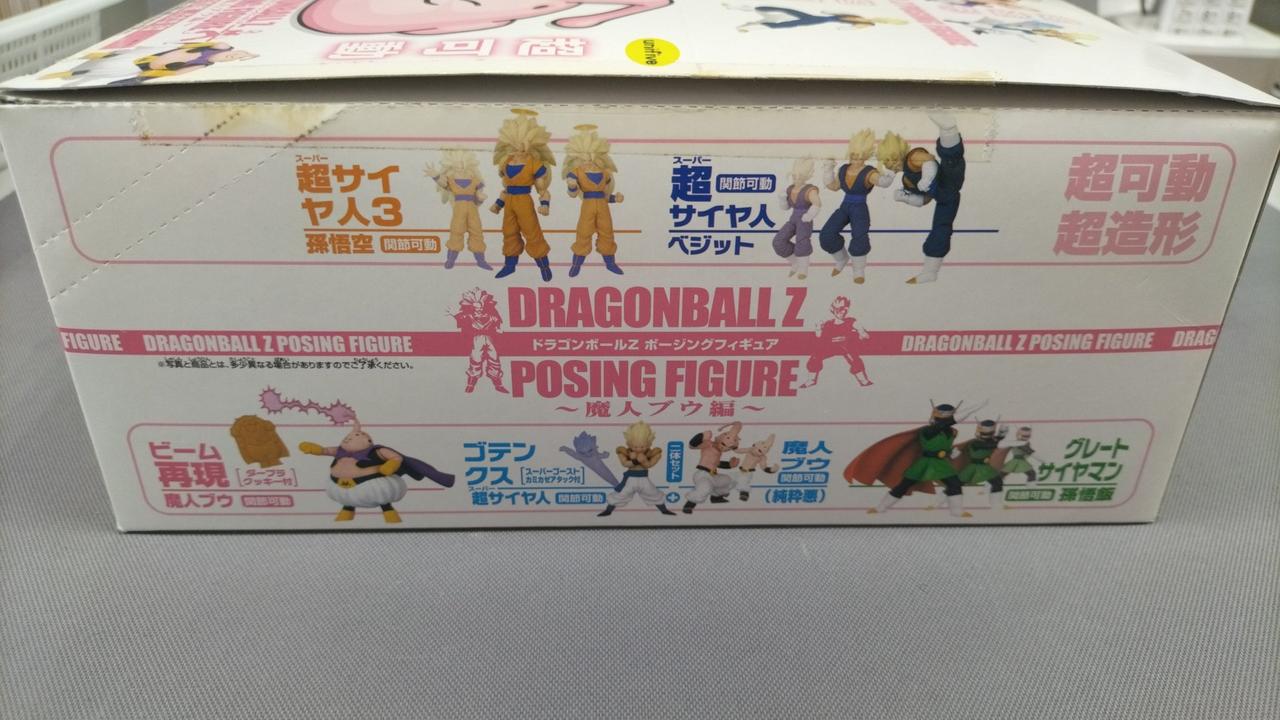 超可動
unifive
スーパー
超サイ
ヤ人3
孫悟空 関節可動
スーパー
超 関節可動
サイヤ人
ベジット
超可動
超造形
DRAGONBALL Z
FIGURE DRAGONBALL Z POSING FIGURE
ドラゴンボールZ ポージングフィギュア
DRAGONBALL Z POSING FIGURE DRAG
※写真と商品とは、多少異なる場合がありますのでご了承ください。
POSING FIGURE
～魔人ブウ編～
ビーム
再現
ダーブラ
クッキー付
魔人ブウ 関節可動
ゴテン
クス
スーパーゴースト
カミカゼアタック付
スーパー
超サイヤ人 関節可動
二体セット
+
魔人
ブウ
関節可動
（純粋悪）
グレート
サイヤマン
関節可動 孫悟飯